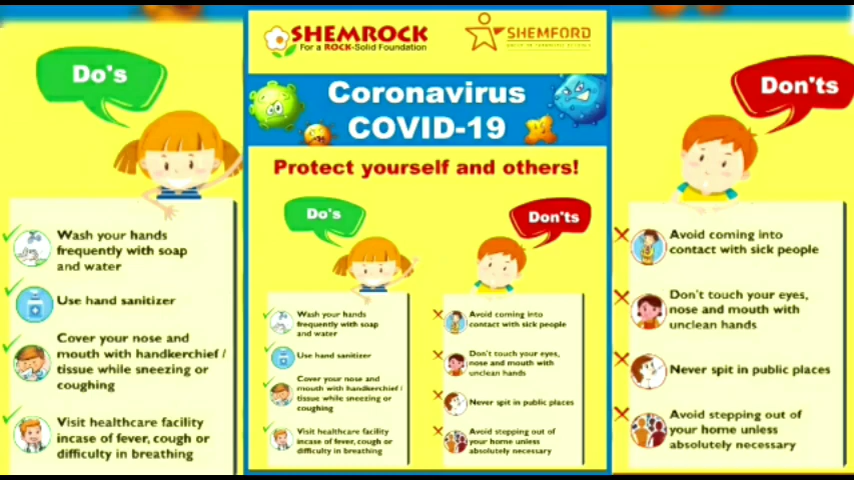 Do's
Wash your hands
frequently with soap
and water
Use hand sanitizer
Cover your nose and
mouth with handkerchief /
tissue while sneezing or
coughing
Visit healthcare facility
incase of fever, cough or
difficulty in breathing
SHEMROCK
For a ROCK-Solid Foundation
SHEMFORD
Coronavirus
COVID-19
Protect yourself and others!
Do's
Wash your hands
frequently with soap
and water
Use hand sanitizer
Cover your nose and
mouth with handkerchief /
tissue while sneezing or
coughing
Visit healthcare facility
incase of fever, cough or
difficulty in breathing
Don'ts
Avoid coming into
contact with sick people
Don't touch your eyes,
nose and mouth with
unclean hands
Never spit in public places
Avoid stepping out of
your home unless
absolutely necessary
Don'ts
Avoid coming into
contact with sick people
Don't touch your eyes,
nose and mouth with
unclean hands
Never spit in public places
Avoid stepping out of
your home unless
absolutely necessary